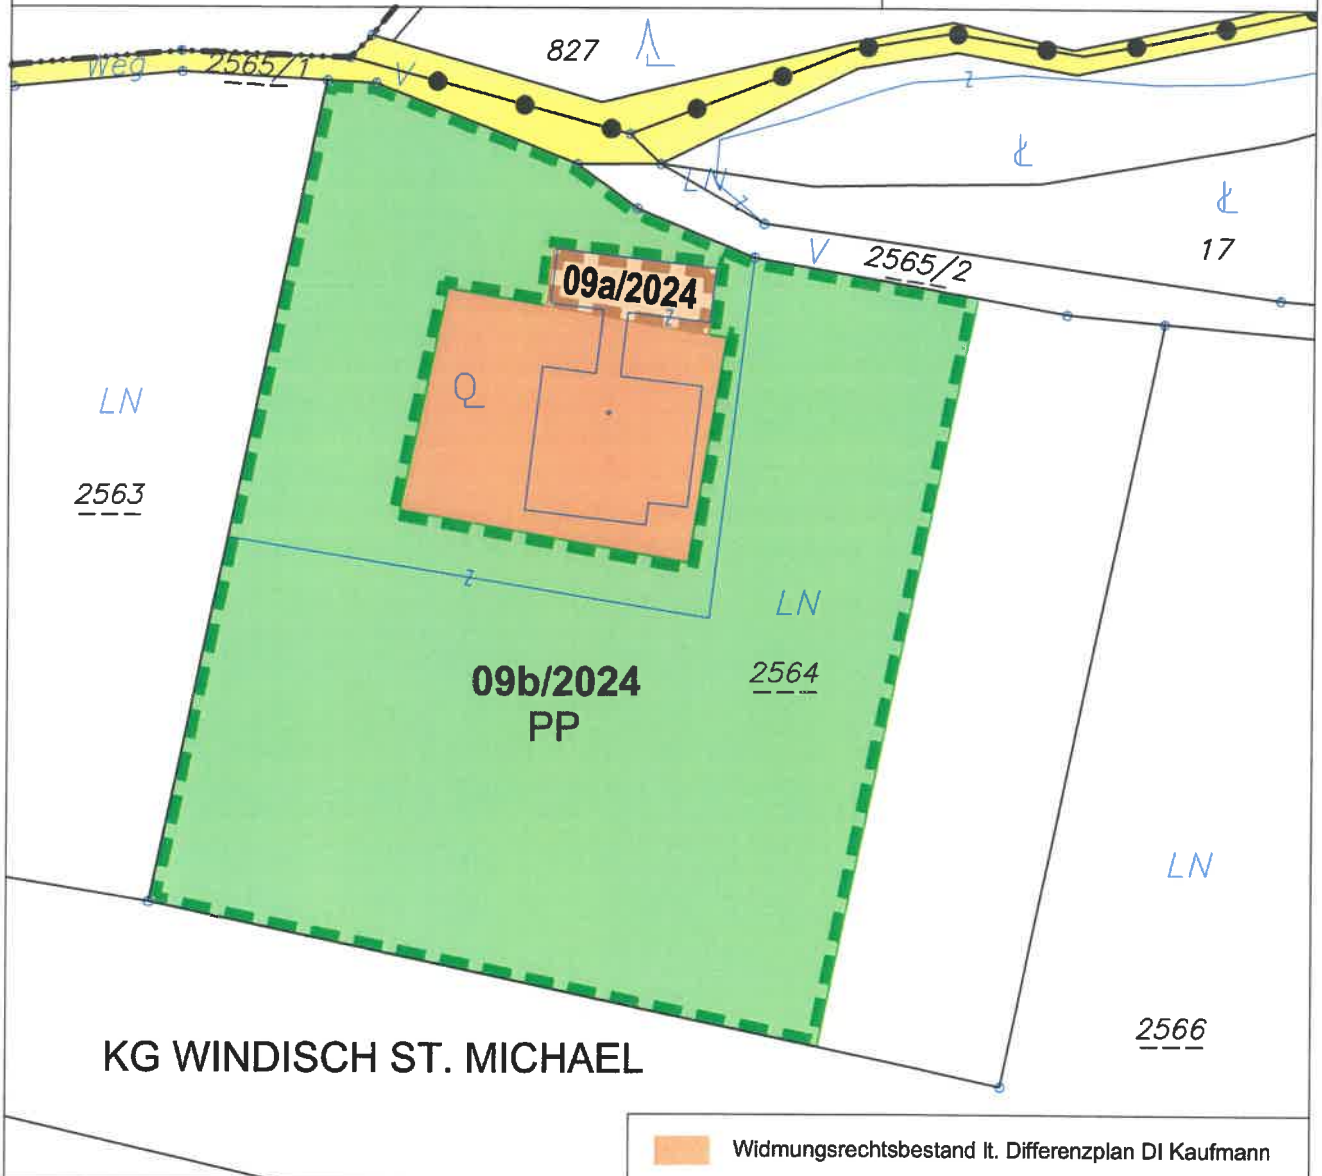 827
Weg
2565/1
V
Ł
LN
Ł
17
V
2565/2
z
z
09a/2024
z
Q
LN
2563
z
LN
2564
09b/2024
PP
LN
2566
KG WINDISCH ST. MICHAEL
Widmungsrechtsbestand lt. Differenzplan DI Kaufmann